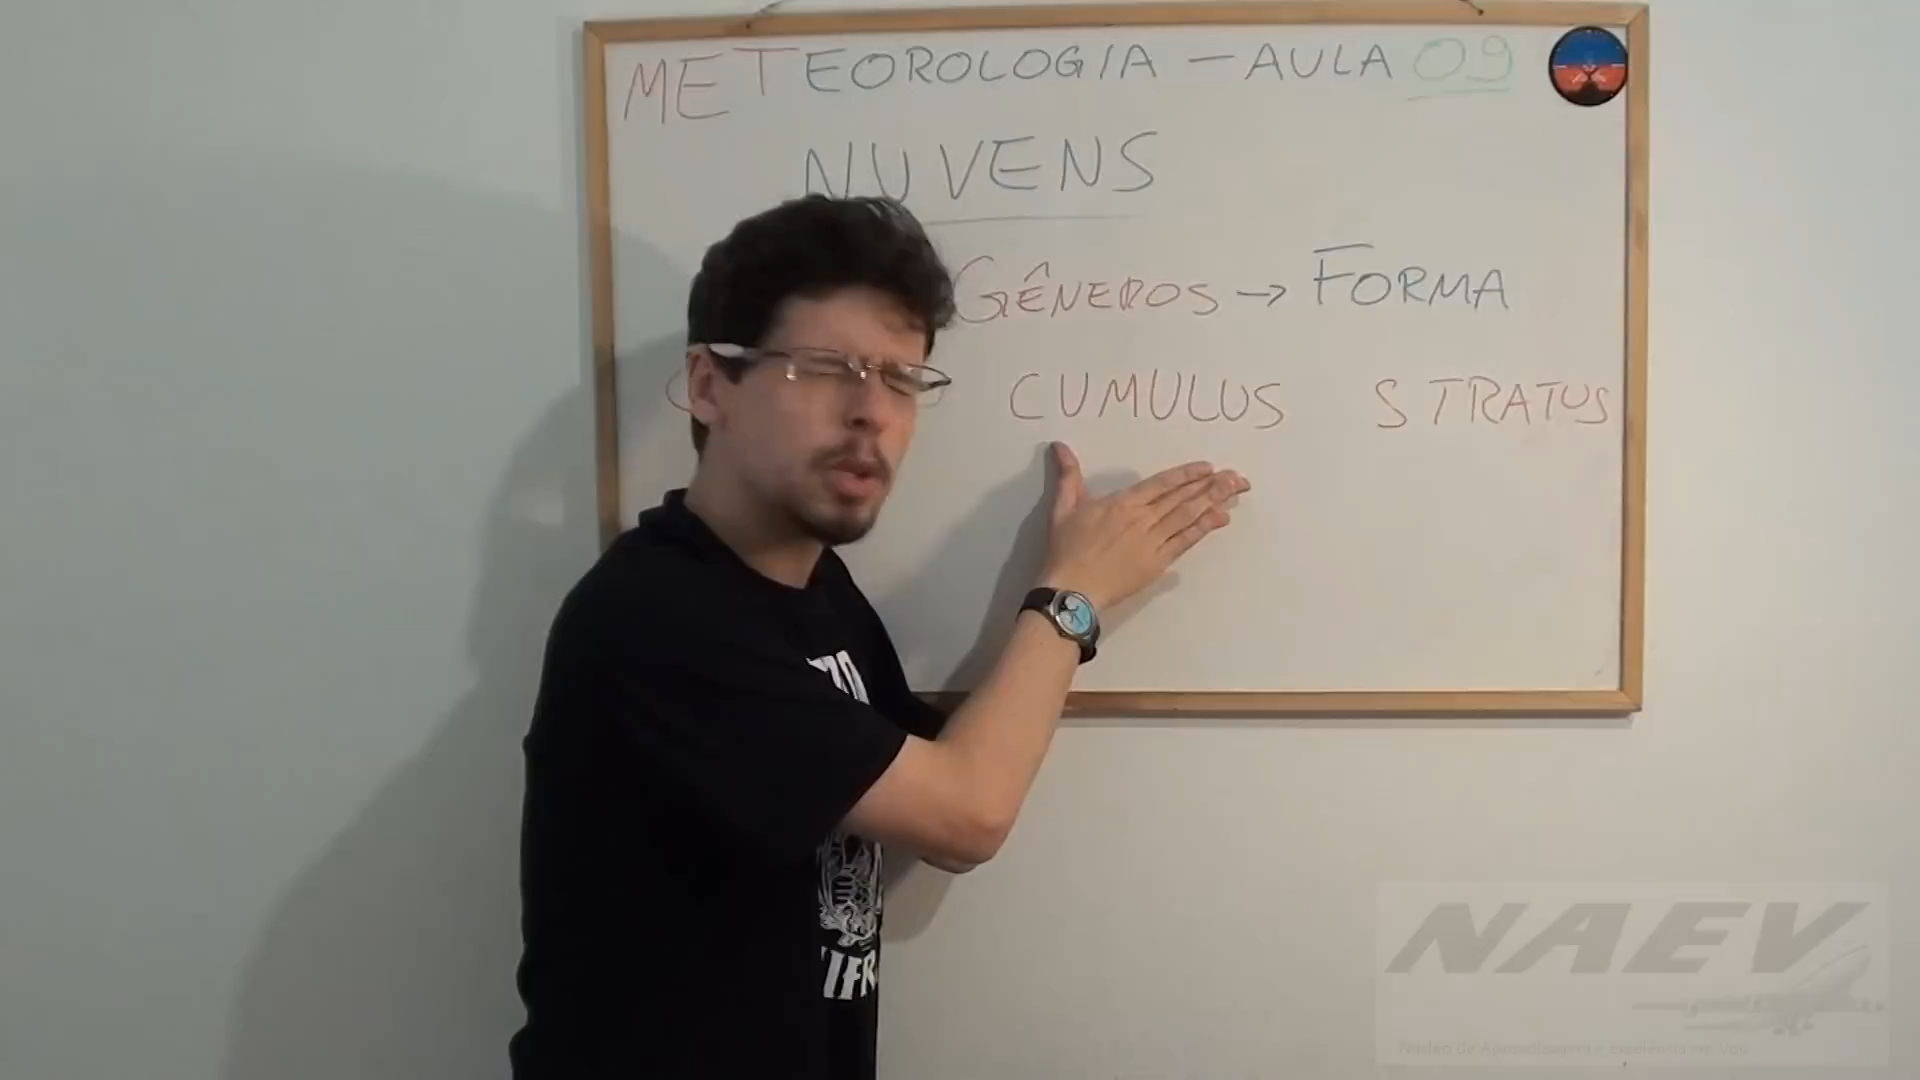 METEOROLOGIA - AULA 09
NUVENS
GÊNEROS → FORMA
CUMULUS STRATUS
NAEV